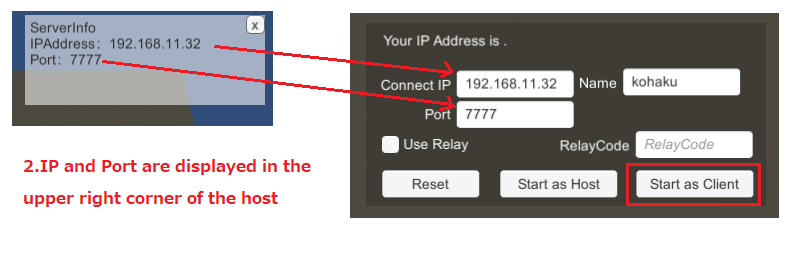 ServerInfo
x
IPAddress: 192.168.11.32
Port: 7777
2.IP and Port are displayed in the
upper right corner of the host
Your IP Address is .
Connect IP 192.168.11.32 Name kohaku
Port 7777
Use Relay RelayCode RelayCode
Reset Start as Host Start as Client